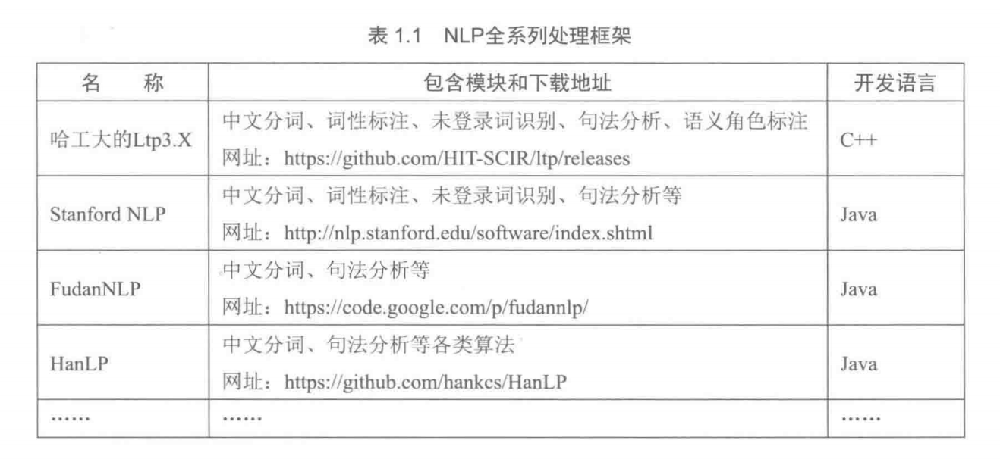 表 1.1 NLP全系列处理框架
名 称 包含模块和下载地址 开发语言
中文分词、词性标注、未登录词识别、句法分析、语义角色标注
哈工大的Ltp3.X C++
网址：https://github.com/HIT-SCIR/ltp/releases
中文分词、词性标注、未登录词识别、句法分析等
Stanford NLP Java
网址：http://nlp.stanford.edu/software/index.shtml
中文分词、句法分析等
FudanNLP Java
网址：https://code.google.com/p/fudannlp/
中文分词、句法分析等各类算法
HanLP Java
网址：https://github.com/hankcs/HanLP
…… …… ……